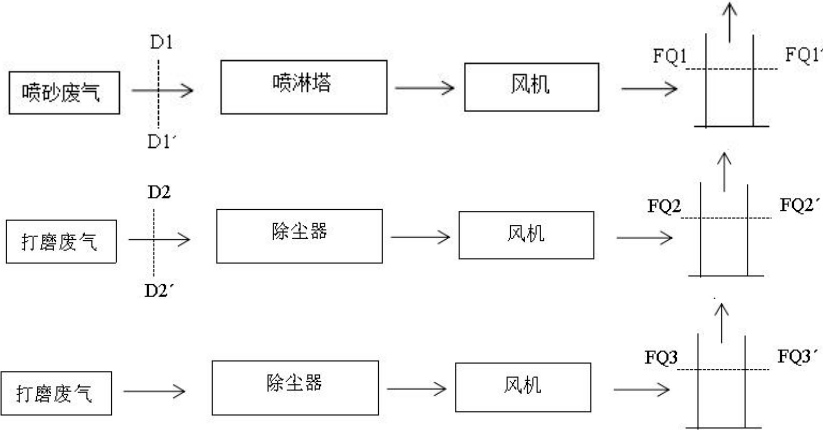 D1
FQ1 FQ1´
喷砂废气 喷淋塔 风机
D1´
D2
FQ2 FQ2´
打磨废气 除尘器 风机
D2´
FQ3 FQ3´
打磨废气 除尘器 风机